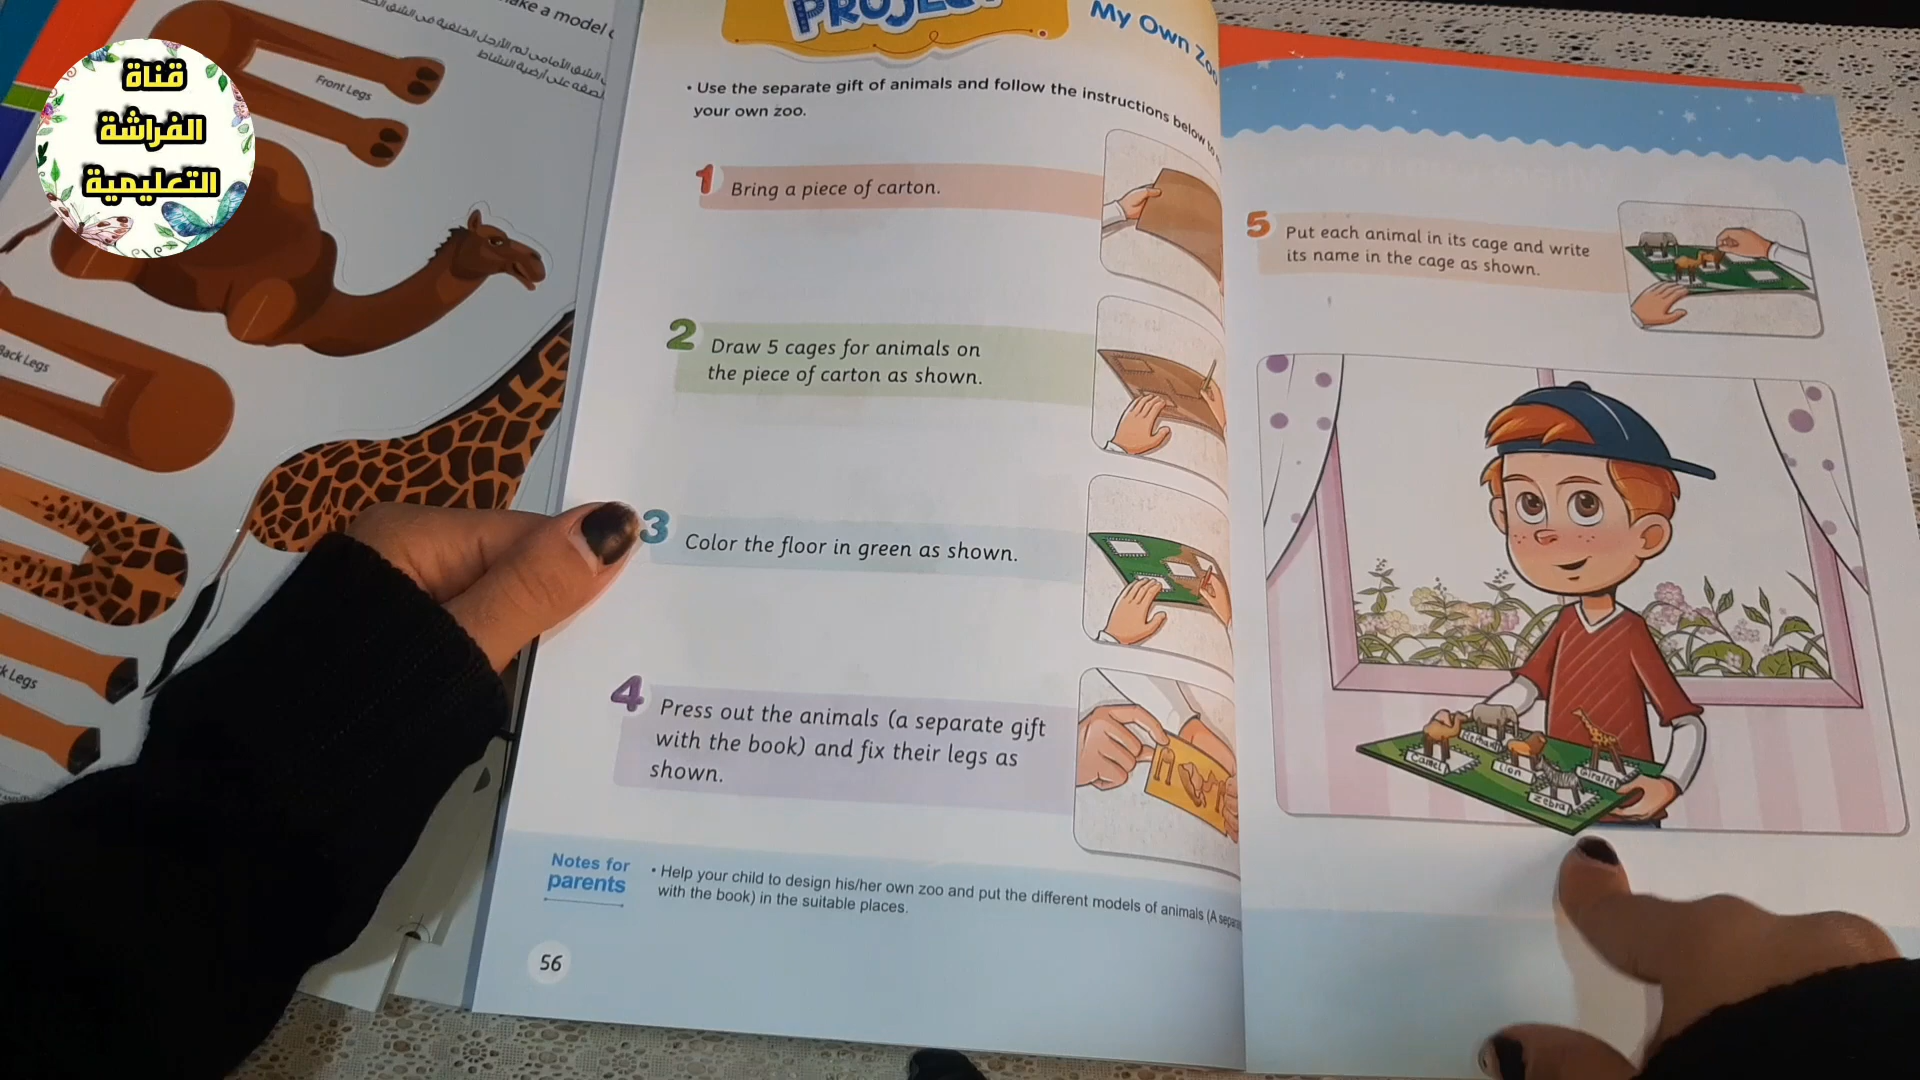 قناة
الفراشة
التعليمية
ake a model
Front Legs
Back Legs
k Legs
PROJECT
My Own Zoo
• Use the separate gift of animals and follow the instructions below to
your own zoo.
1 Bring a piece of carton.
2 Draw 5 cages for animals on
the piece of carton as shown.
3 Color the floor in green as shown.
4 Press out the animals (a separate gift
with the book) and fix their legs as
shown.
Notes for
parents
• Help your child to design his/her own zoo and put the different models of animals (A separa
with the book) in the suitable places.
56
5 Put each animal in its cage and write
its name in the cage as shown.
Camel
Elephant
Lion
Zebra
Giraffe